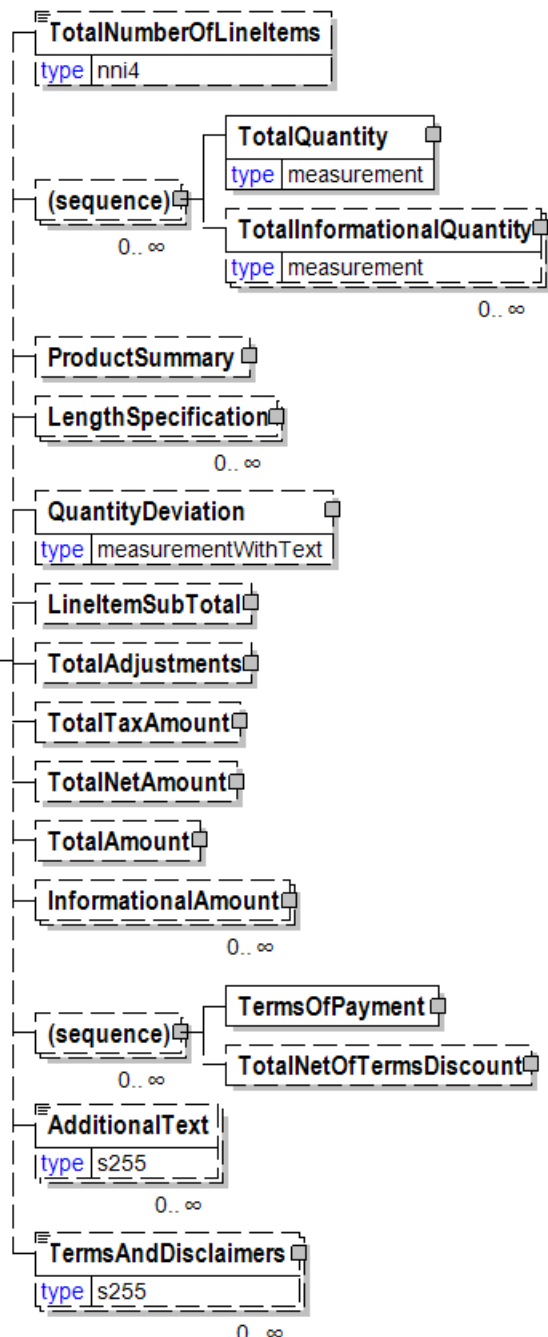 TotalNumberOfLineItems
type nni4
TotalQuantity
type measurement
(sequence)
0.. ∞
TotalInformationalQuantity
type measurement
0.. ∞
ProductSummary
LengthSpecification
0.. ∞
QuantityDeviation
type measurementWithText
LineItemSubTotal
TotalAdjustments
TotalTaxAmount
TotalNetAmount
TotalAmount
InformationalAmount
0.. ∞
TermsOfPayment
(sequence)
0.. ∞
TotalNetOfTermsDiscount
AdditionalText
type s255
0.. ∞
TermsAndDisclaimers
type s255
0.. ∞